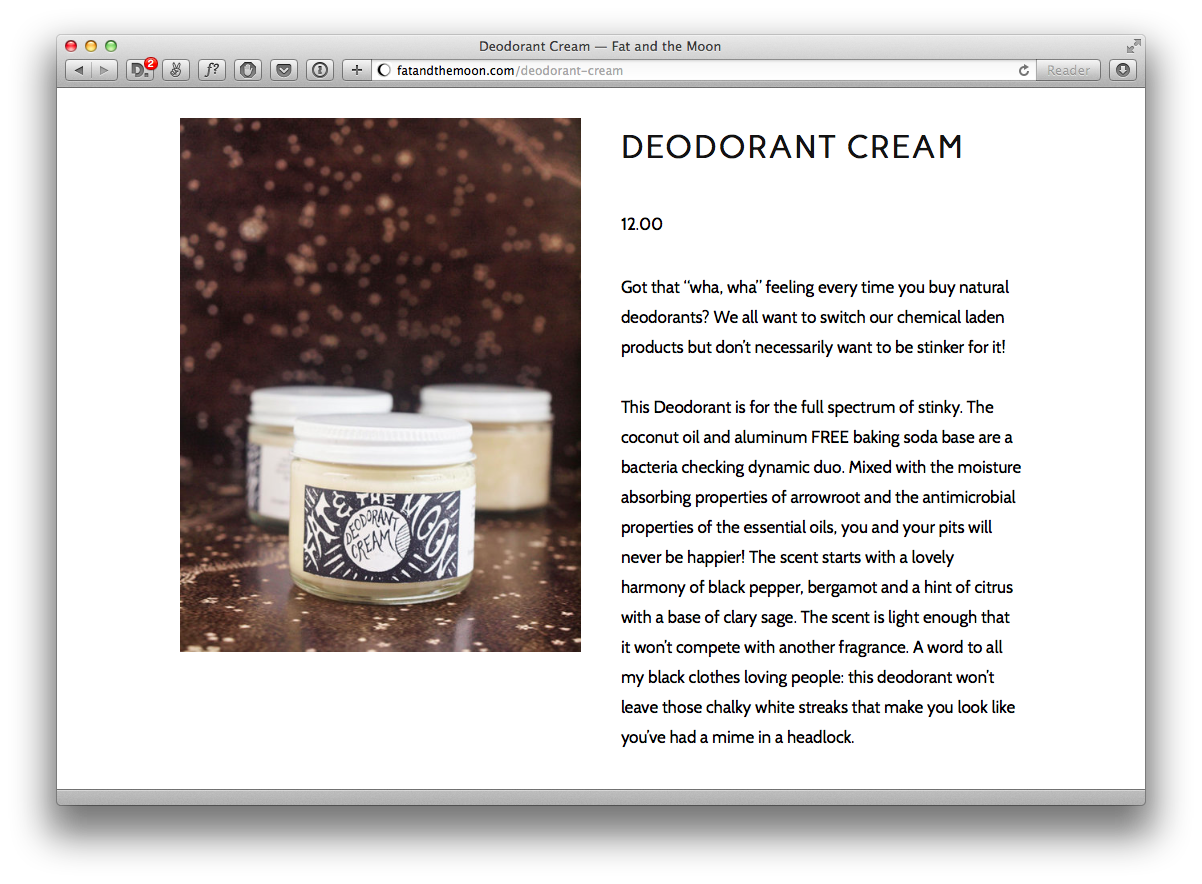 Deodorant Cream — Fat and the Moon
D. 2
f?
fatandthemoon.com/deodorant-cream
Reader
DEODORANT CREAM
12.00
Got that “wha, wha” feeling every time you buy natural
deodorants? We all want to switch our chemical laden
products but don’t necessarily want to be stinker for it!
This Deodorant is for the full spectrum of stinky. The
coconut oil and aluminum FREE baking soda base are a
bacteria checking dynamic duo. Mixed with the moisture
absorbing properties of arrowroot and the antimicrobial
properties of the essential oils, you and your pits will
never be happier! The scent starts with a lovely
harmony of black pepper, bergamot and a hint of citrus
with a base of clary sage. The scent is light enough that
it won’t compete with another fragrance. A word to all
my black clothes loving people: this deodorant won’t
leave those chalky white streaks that make you look like
you’ve had a mime in a headlock.
FAT & THE MOON
DEODORANT
CREAM